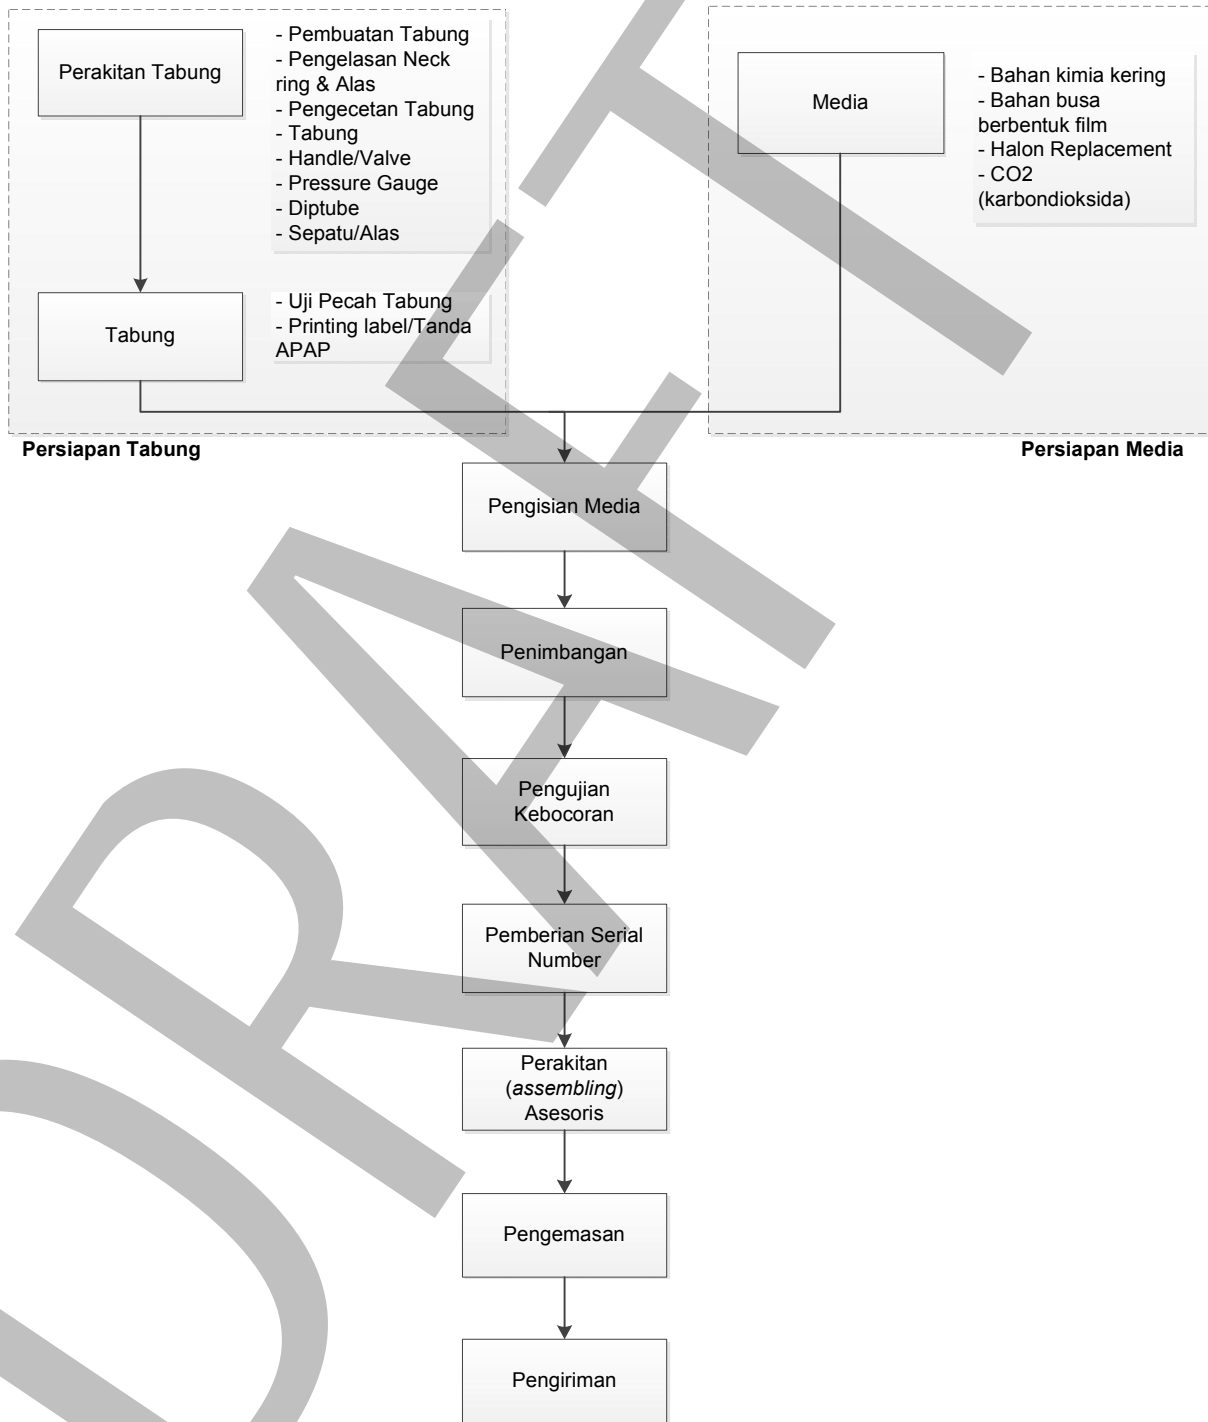 Perakitan Tabung
- Pembuatan Tabung
- Pengelasan Neck
ring & Alas
- Pengecetan Tabung
- Tabung
- Handle/Valve
- Pressure Gauge
- Diptube
- Sepatu/Alas
Tabung
- Uji Pecah Tabung
- Printing label/Tanda
APAP
Persiapan Tabung
Media
- Bahan kimia kering
- Bahan busa
berbentuk film
- Halon Replacement
- CO2
(karbondioksida)
Persiapan Media
Pengisian Media
Penimbangan
Pengujian
Kebocoran
Pemberian Serial
Number
Perakitan
(assembling)
Asesoris
Pengemasan
Pengiriman
DRAFT